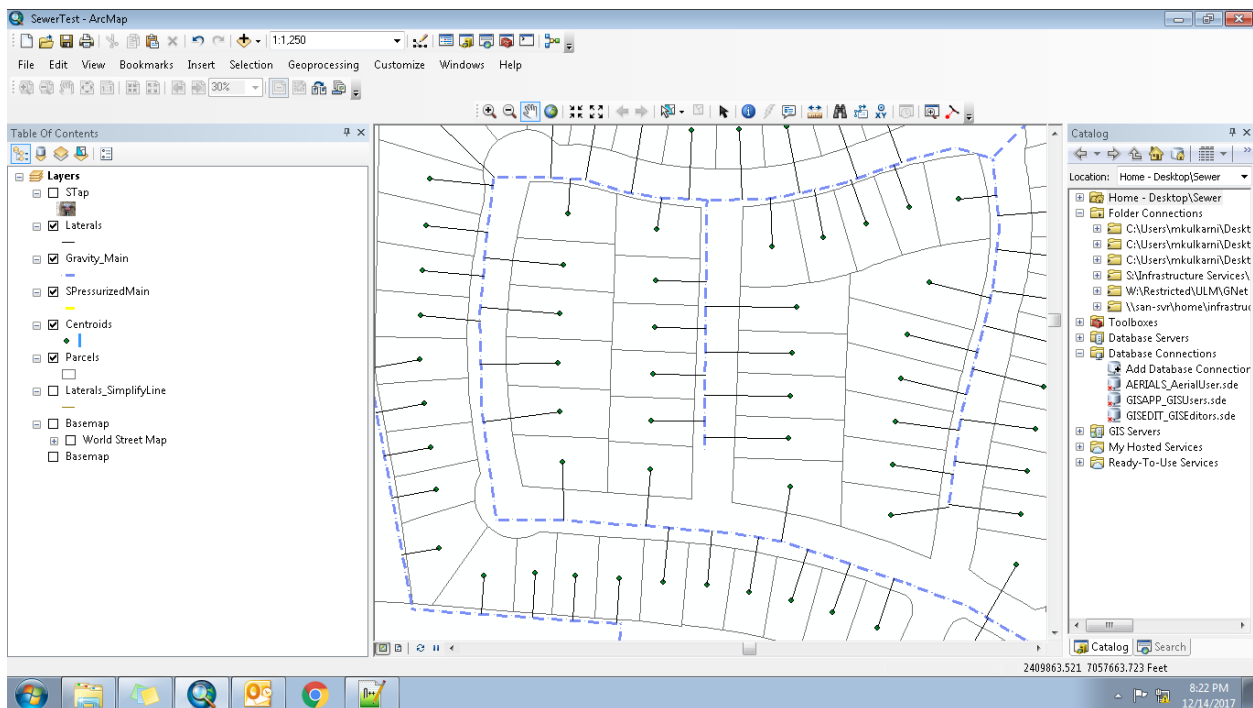 SewerTest - ArcMap
1:1,250
File Edit View Bookmarks Insert Selection Geoprocessing Customize Windows Help
30%
Table Of Contents
Layers
STap
Laterals
Gravity_Main
SPressurizedMain
Centroids
Parcels
Laterals_SimplifyLine
Basemap
World Street Map
Basemap
Catalog
Location: Home - Desktop\Sewer
Home - Desktop\Sewer
Folder Connections
C:\Users\mkulkarni\Deskt
C:\Users\mkulkarni\Deskt
C:\Users\mkulkarni\Deskt
S:\Infrastructure Services\
W:\Restricted\ULM\GNet
\\san-svr\home\infrastruc
Toolboxes
Database Servers
Database Connections
Add Database Connection
AERIALS_AerialUser.sde
GISAPP_GISUsers.sde
GISEDIT_GISEditors.sde
GIS Servers
My Hosted Services
Ready-To-Use Services
Catalog Search
2409863.521 7057663.723 Feet
8:22 PM
12/14/2017